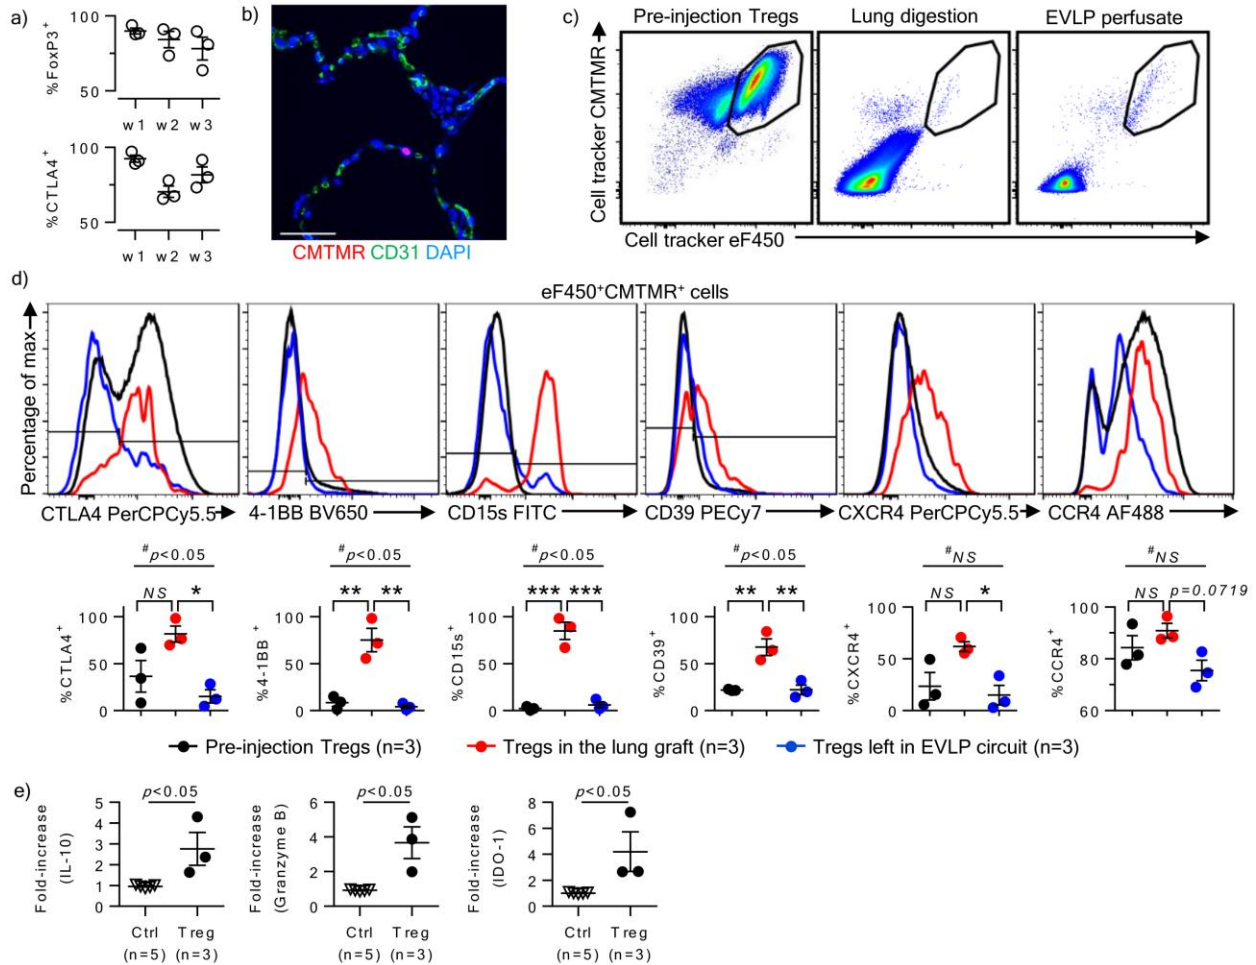 a)
%FoxP3+
100
50
w1 w2 w3
%CTLA4+
100
50
w1 w2 w3
b)
CMTMR CD31 DAPI
c)
Pre-injection Tregs Lung digestion EVLP perfusate
Cell tracker CMTMR
Cell tracker eF450
d)
eF450+CMTMR+ cells
Percentage of max
CTLA4 PerCPCy5.5 4-1BB BV650 CD15s FITC CD39 PECy7 CXCR4 PerCPCy5.5 CCR4 AF488
#p<0.05 #p<0.05 #p<0.05 #p<0.05 #NS #NS
NS * ** ** *** *** ** ** NS * NS p=0.0719
%CTLA4+
100
50
0
%4-1BB+
100
50
0
%CD15s+
100
50
0
%CD39+
100
50
0
%CXCR4+
100
50
0
%CCR4+
100
80
60
Pre-injection Tregs (n=3) Tregs in the lung graft (n=3) Tregs left in EVLP circuit (n=3)
e)
Fold-increase
(IL-10)
p<0.05
5
4
3
2
1
0
Ctrl Treg
(n=5) (n=3)
Fold-increase
(Granzyme B)
p<0.05
6
4
2
0
Ctrl Treg
(n=5) (n=3)
Fold-increase
(IDO-1)
p<0.05
8
6
4
2
0
Ctrl Treg
(n=5) (n=3)